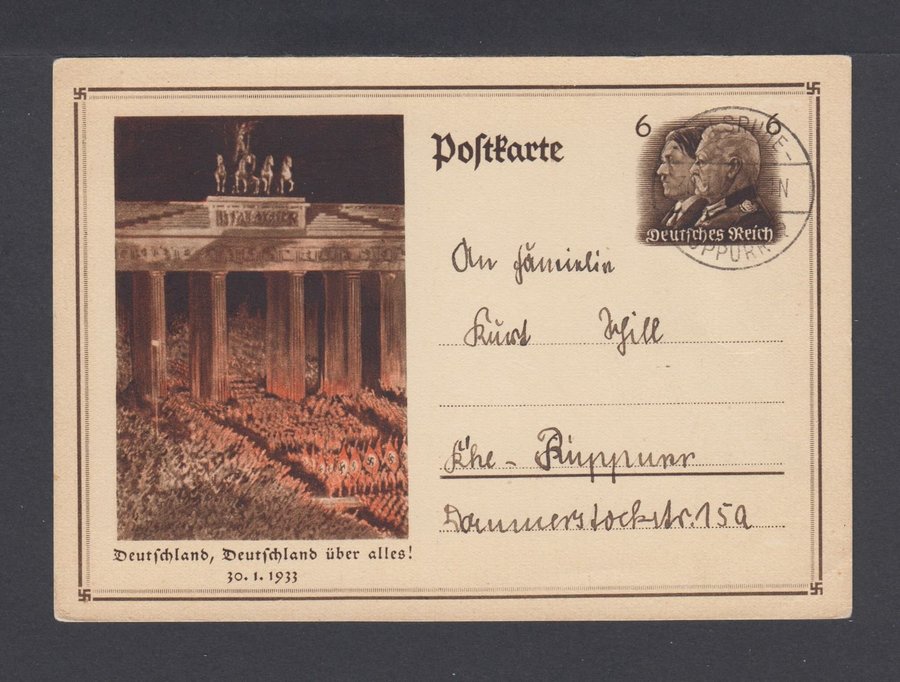 Postkarte
6 6
Deutsches Reich
An Familie
Kurt Schill
Khe - Rüppurr
Dammerstockstr. 15a
Deutschland, Deutschland über alles!
30. 1. 1933